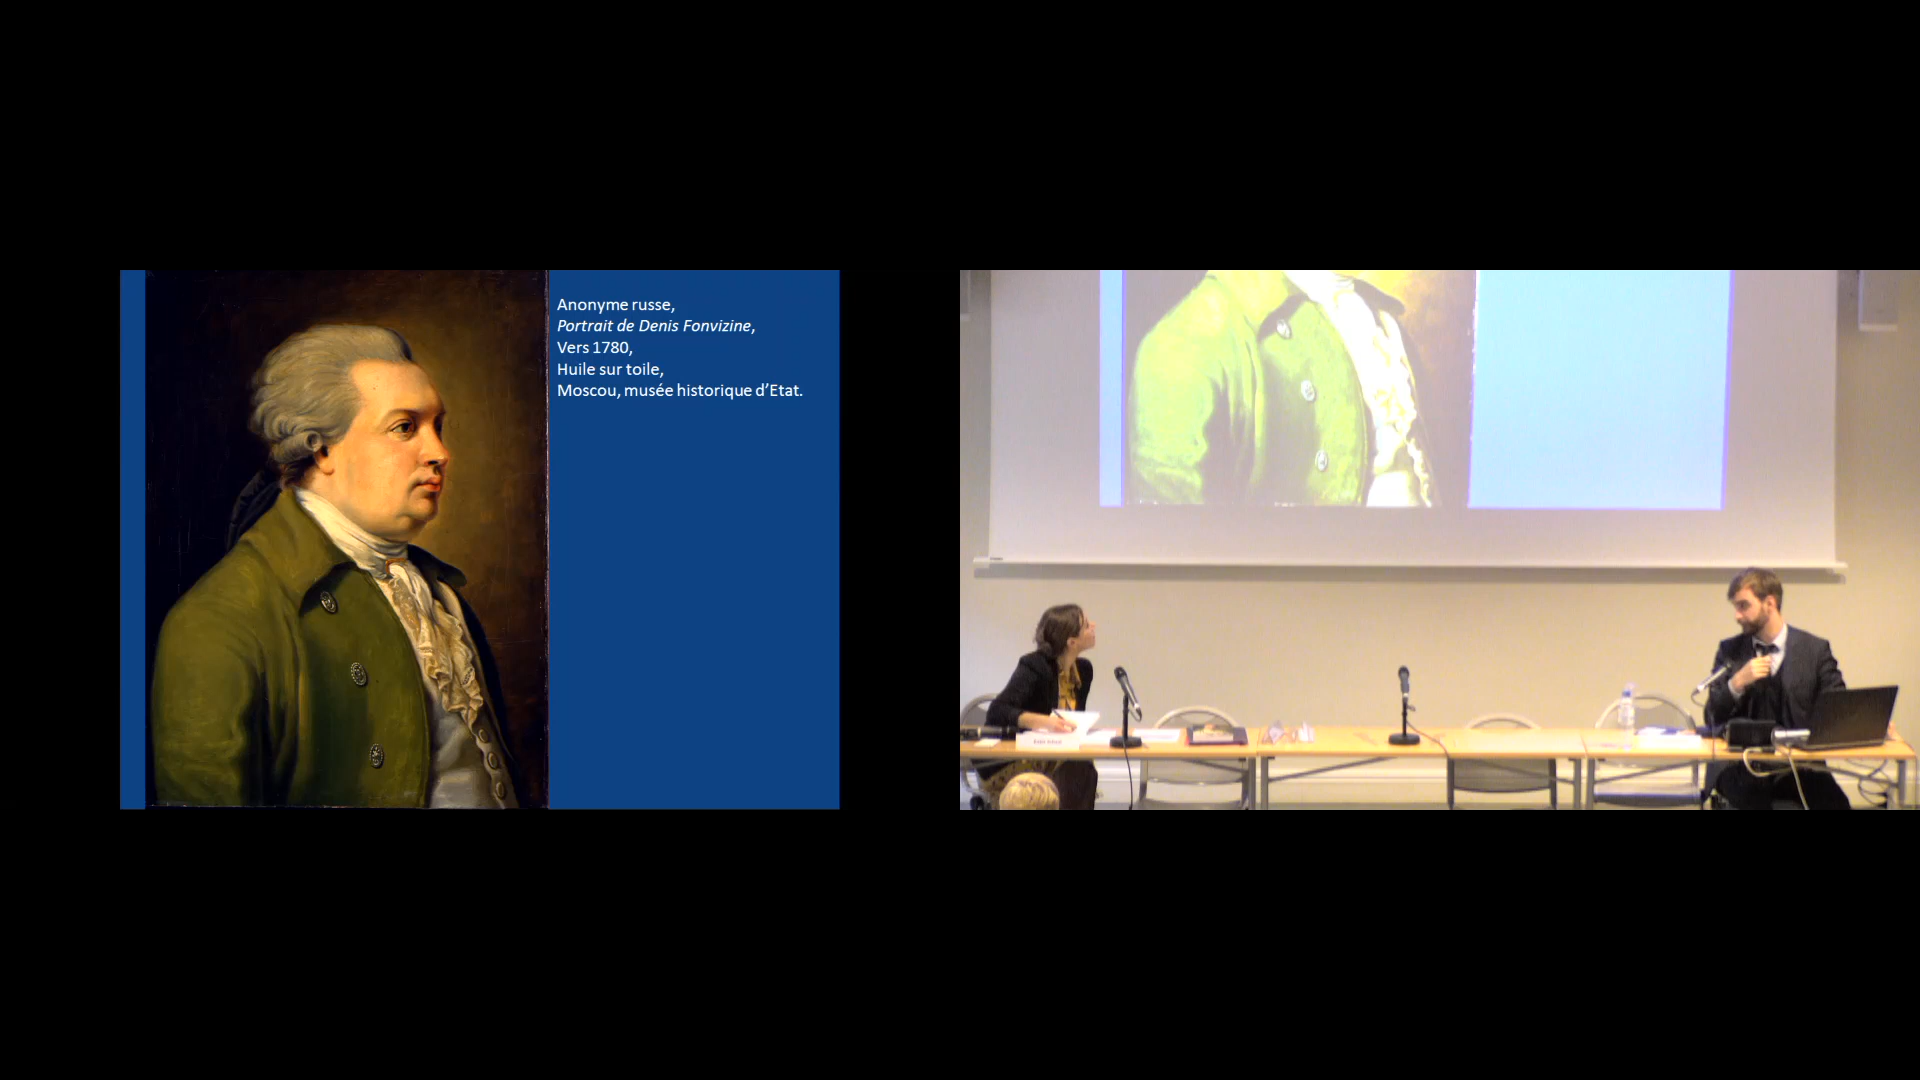 Anonyme russe,
Portrait de Denis Fonvizine,
Vers 1780,
Huile sur toile,
Moscou, musée historique d’Etat.